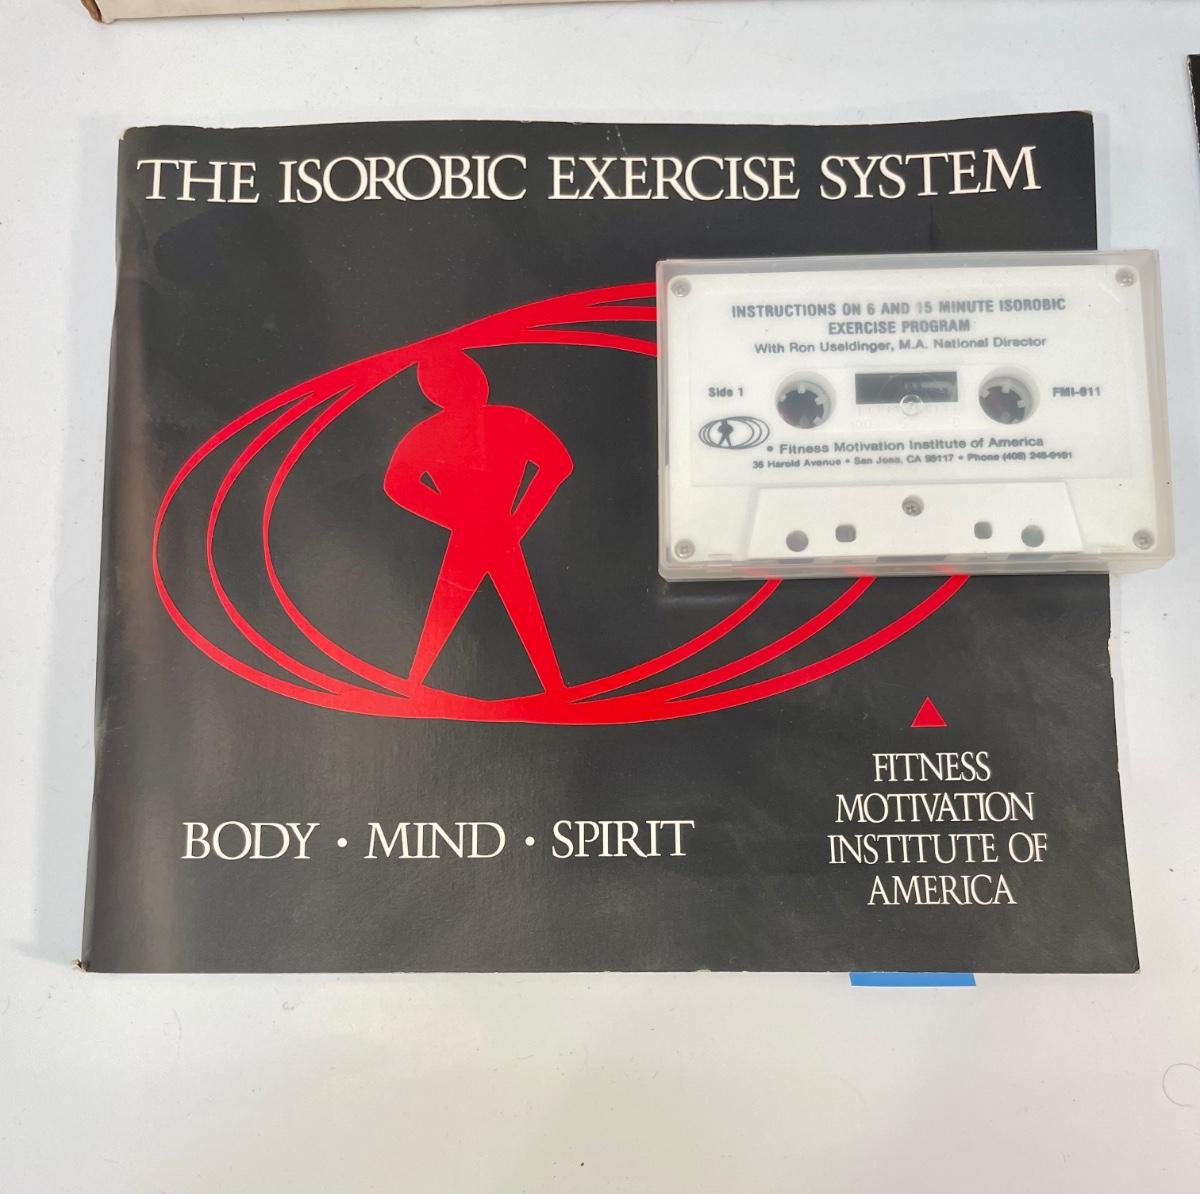 THE ISOROBIC EXERCISE SYSTEM
INSTRUCTIONS ON 6 AND 15 MINUTE ISOROBIC
EXERCISE PROGRAM
With Ron Useldinger, M.A. National Director
Side 1
FMI-011
• Fitness Motivation Institute of America
36 Harold Avenue • San Jose, CA 95117 • Phone (408)
BODY · MIND · SPIRIT
FITNESS
MOTIVATION
INSTITUTE OF
AMERICA